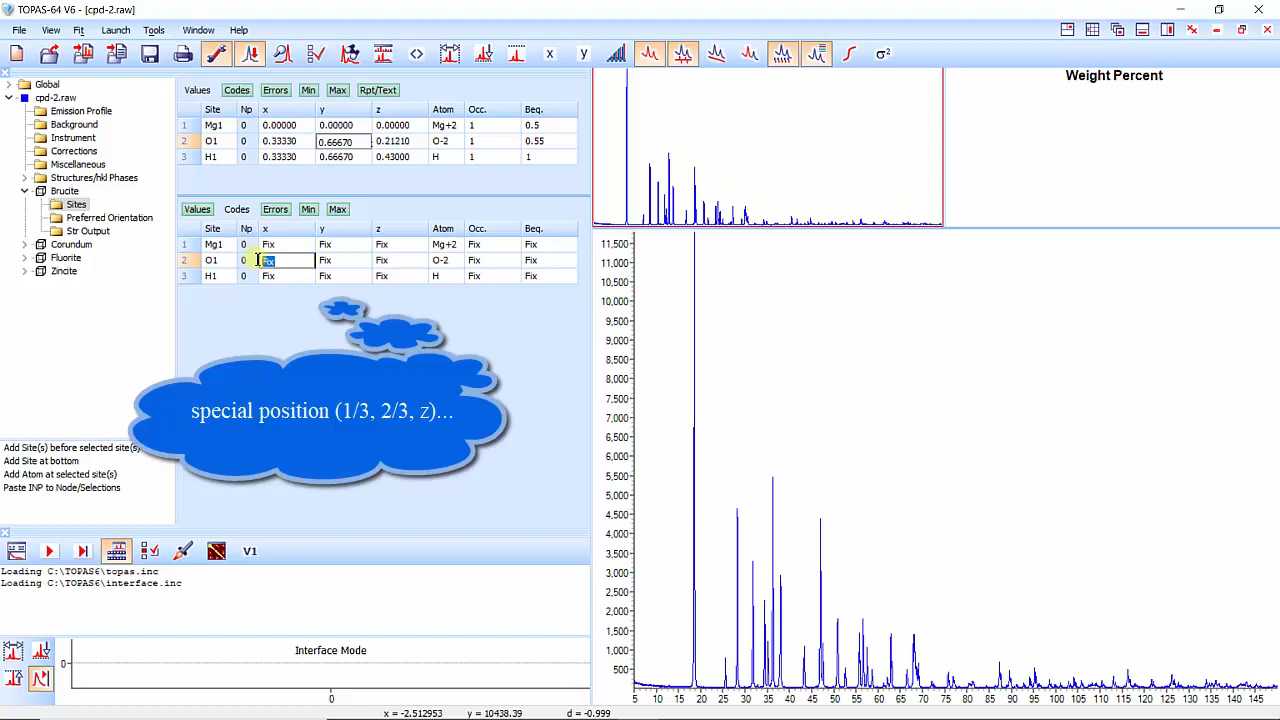 TOPAS-64 V6 - [cpd-2.raw]
File View Fit Launch Tools Window Help
x y σ²
Global
cpd-2.raw
Emission Profile
Background
Instrument
Corrections
Miscellaneous
Structures/hkl Phases
Brucite
Sites
Preferred Orientation
Str Output
Corundum
Fluorite
Zincite
Add Site(s) before selected site(s)
Add Site at bottom
Add Atom at selected site(s)
Paste INP to Node/Selections
Values Codes Errors Min Max Rpt/Text
Site Np x y z Atom Occ. Beq.
1 Mg1 0 0.00000 0.00000 0.00000 Mg+2 1 0.5
2 O1 0 0.33330 0.66670 0.21210 O-2 1 0.55
3 H1 0 0.33330 0.66670 0.43000 H 1 1
Values Codes Errors Min Max
Site Np x y z Atom Occ. Beq.
1 Mg1 0 Fix Fix Fix Mg+2 Fix Fix
2 O1 0 Fix Fix Fix O-2 Fix Fix
3 H1 0 Fix Fix Fix H Fix Fix
special position (1/3, 2/3, z)...
V1
Loading C:\TOPAS6\topas.inc
Loading C:\TOPAS6\interface.inc
Interface Mode
0
0
Weight Percent
11,500
11,000
10,500
10,000
9,500
9,000
8,500
8,000
7,500
7,000
6,500
6,000
5,500
5,000
4,500
4,000
3,500
3,000
2,500
2,000
1,500
1,000
500
5 10 15 20 25 30 35 40 45 50 55 60 65 70 75 80 85 90 95 100 105 110 115 120 125 130 135 140 145
x = -2.512953 y = 10438.39 d = -0.999